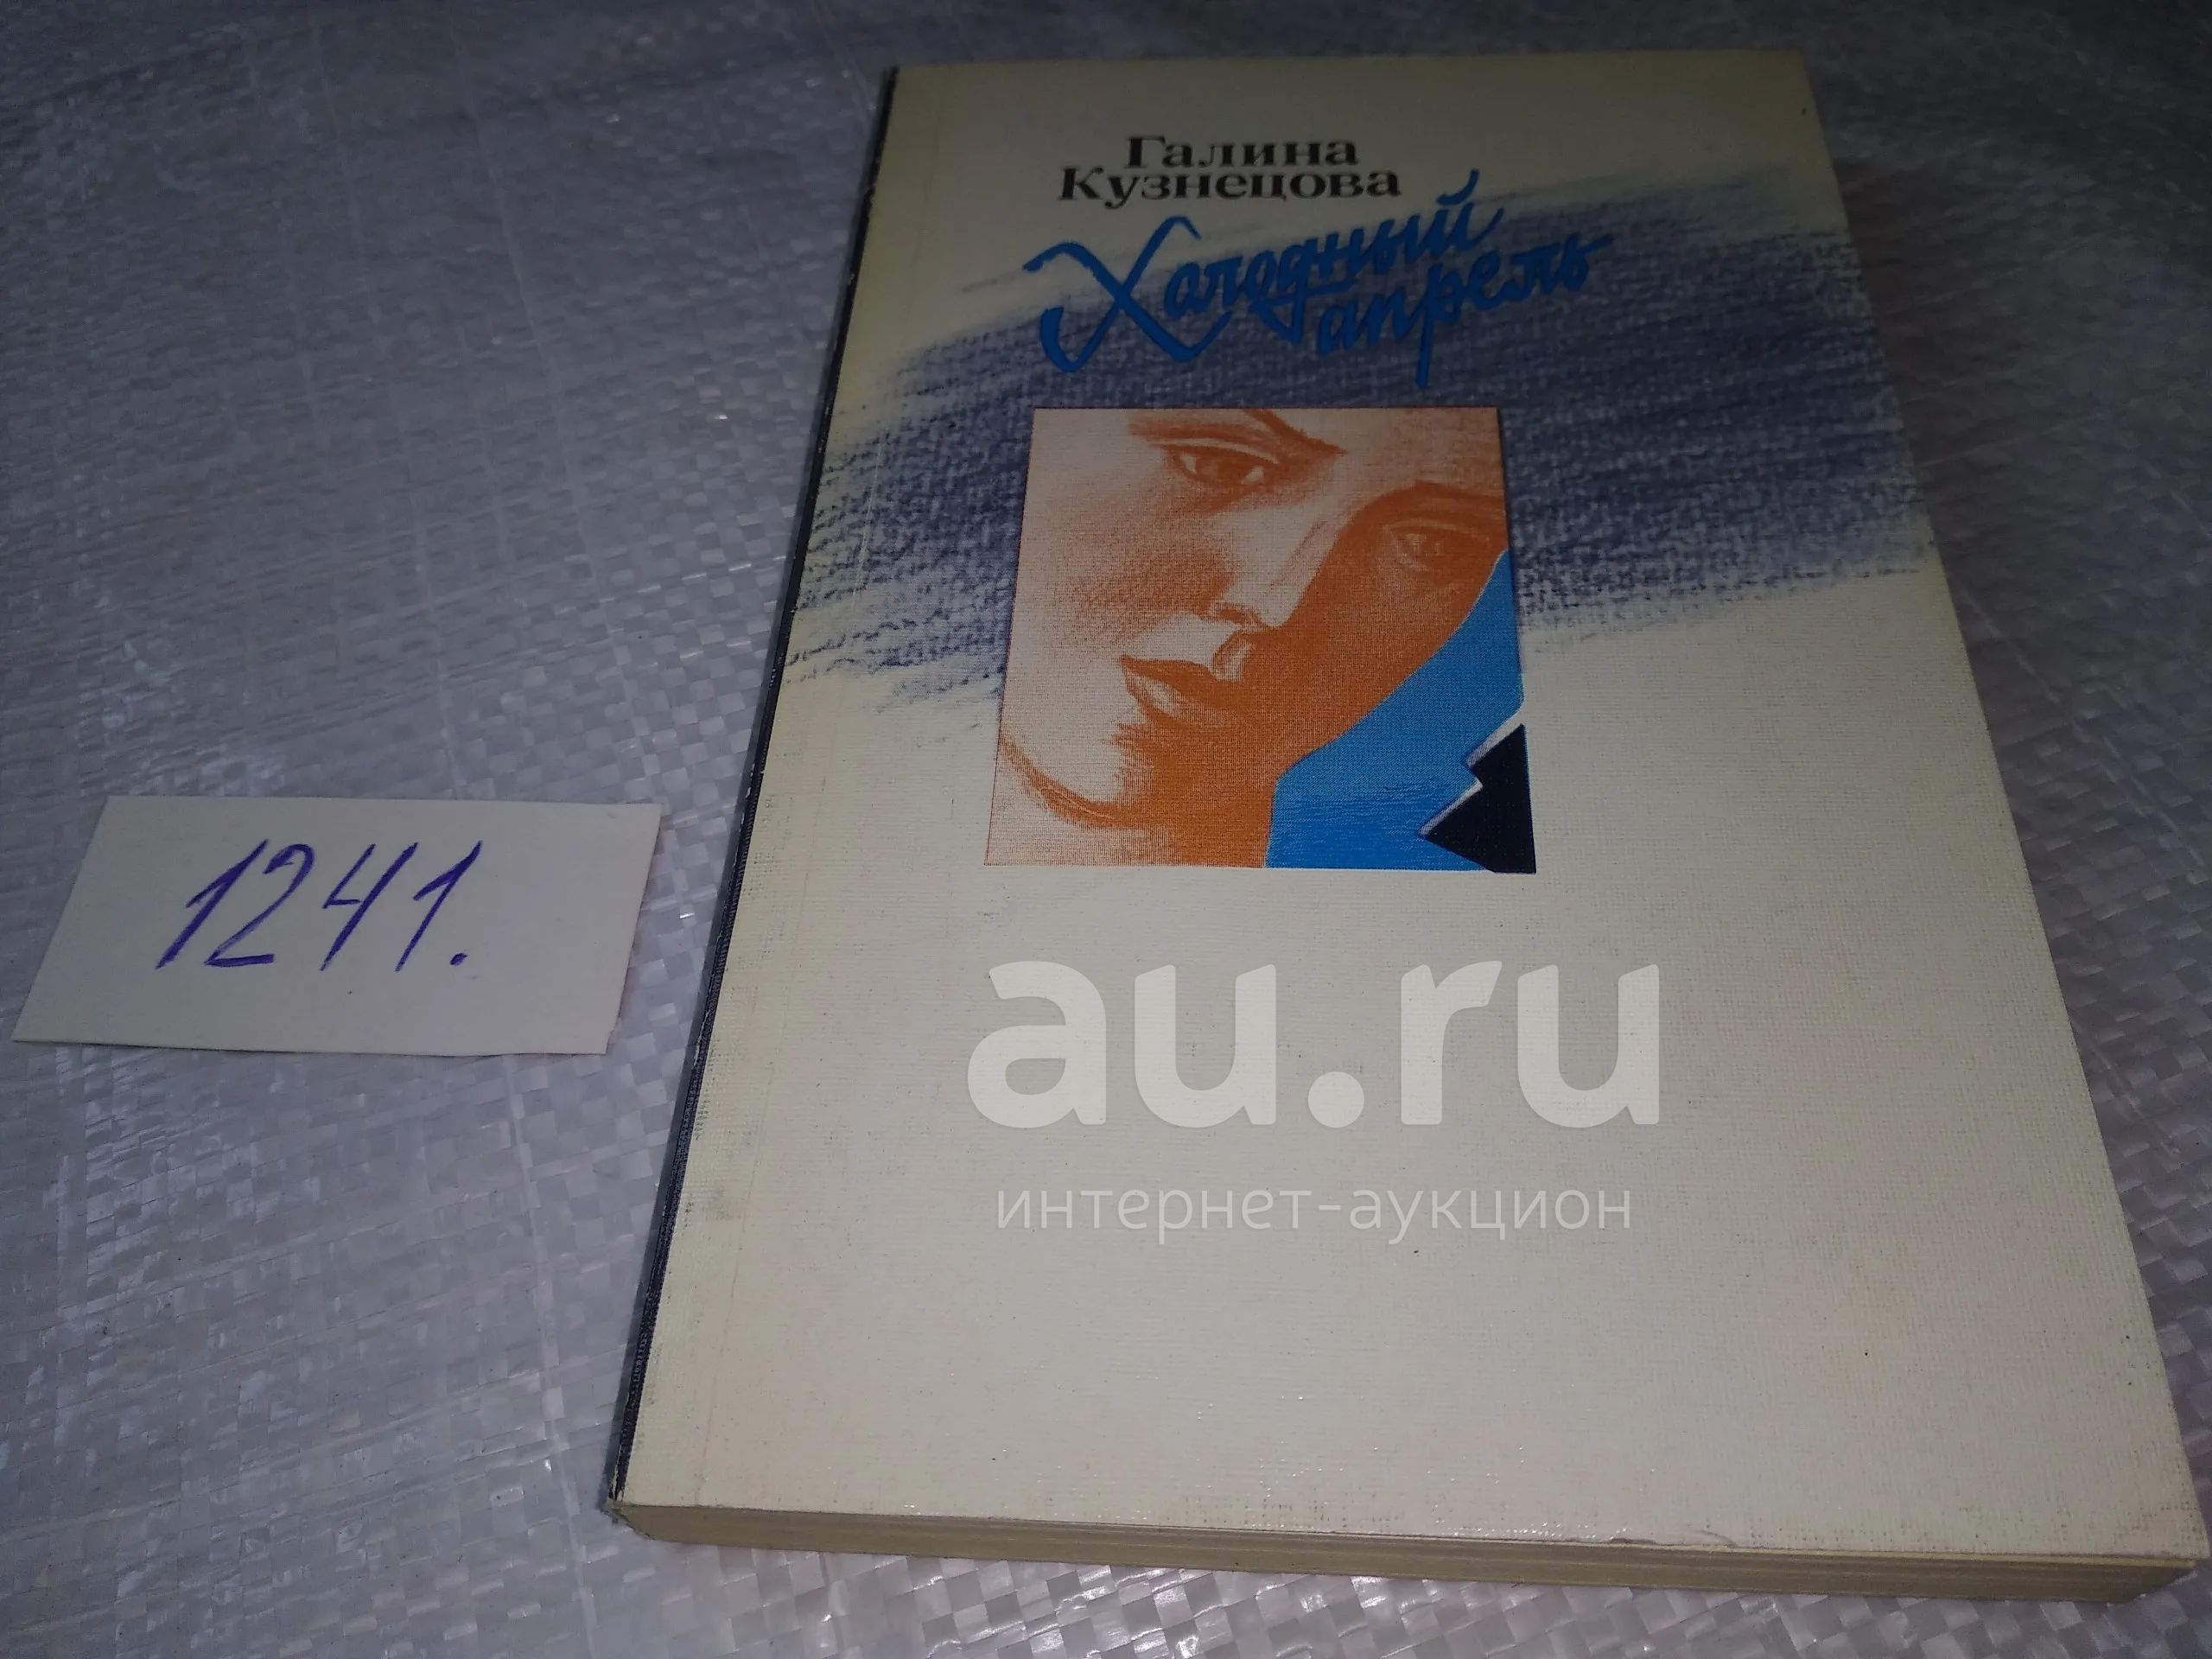 Галина
Кузнецова
Холодный
апрель
1241.
au.ru
интернет-аукцион